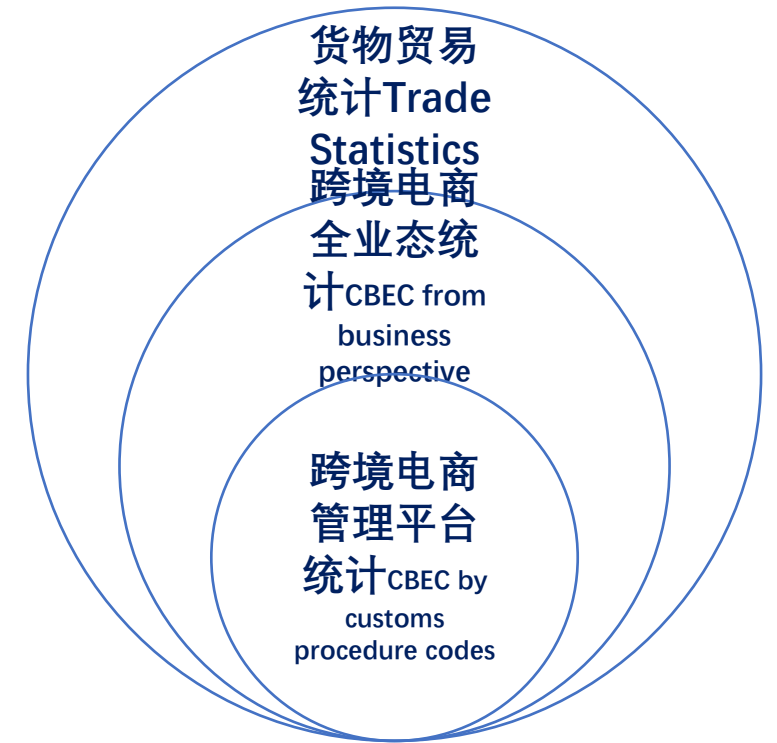 货物贸易
统计Trade
Statistics
跨境电商
全业态统
计CBEC from
business
perspective
跨境电商
管理平台
统计CBEC by
customs
procedure codes